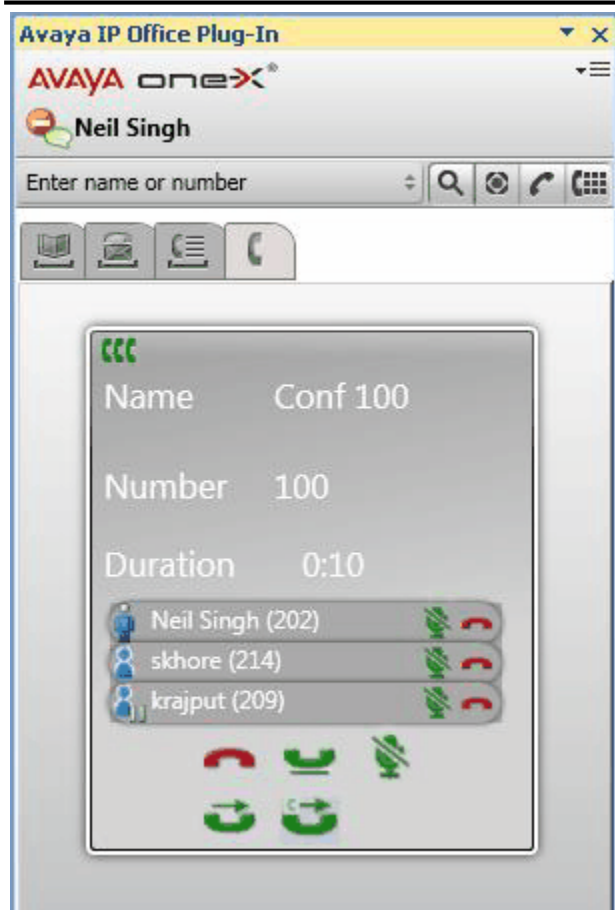 Avaya IP Office Plug-In
AVAYA one-X®
Neil Singh
Enter name or number
Name Conf 100
Number 100
Duration 0:10
Neil Singh (202)
skhore (214)
krajput (209)